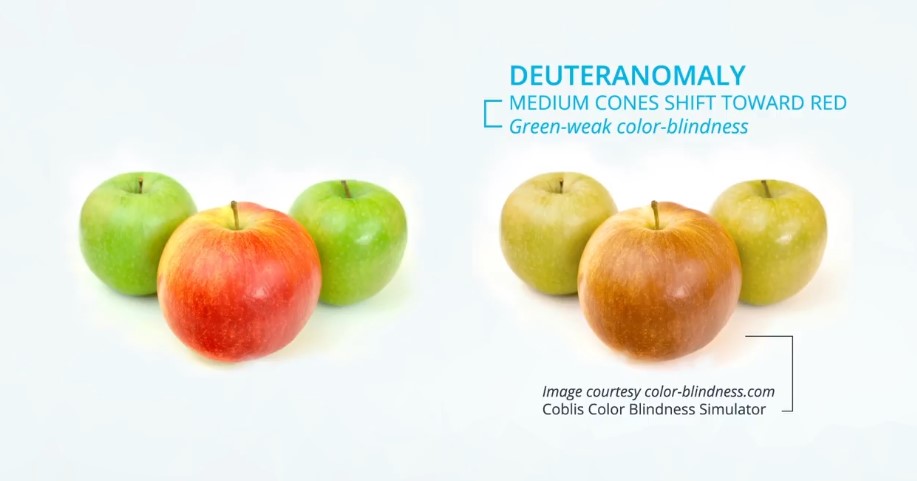 DEUTERANOMALY
MEDIUM CONES SHIFT TOWARD RED
Green-weak color-blindness
Image courtesy color-blindness.com
Coblis Color Blindness Simulator